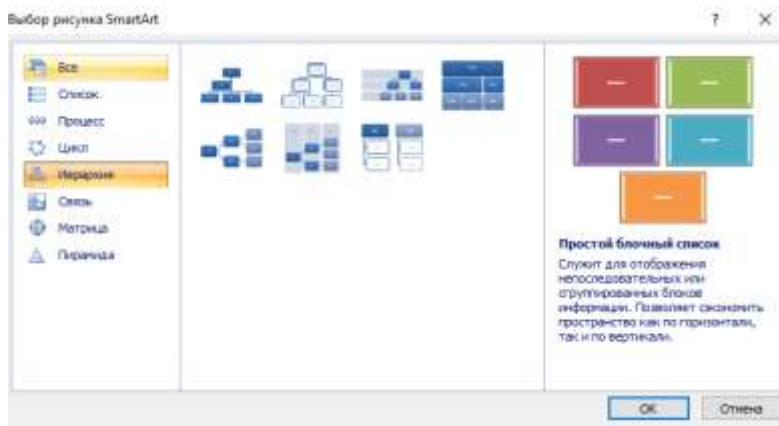 Выбор рисунка SmartArt
?
Все
Список
Процесс
Цикл
Иерархия
Связь
Матрица
Пирамида
Простой блочный список
Служит для отображения
непоследовательных или
сгруппированных блоков
информации. Позволяет сэкономить
пространство как по горизонтали,
так и по вертикали.
ОК
Отмена